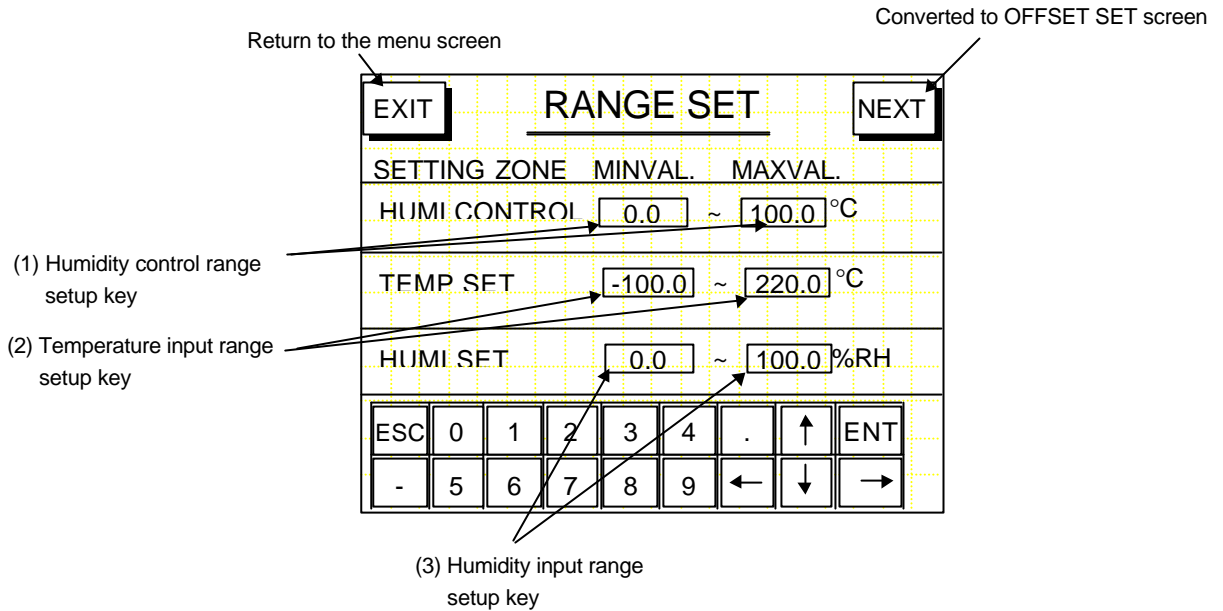 Converted to OFFSET SET screen
Return to the menu screen
EXIT RANGE SET NEXT
SETTING ZONE MINVAL. MAXVAL.
HUMI CONTROL 0.0 ~ 100.0 °C
(1) Humidity control range
setup key
TEMP SET -100.0 ~ 220.0 °C
(2) Temperature input range
setup key
HUMI SET 0.0 ~ 100.0 %RH
ESC 0 1 2 3 4 . ↑ ENT
- 5 6 7 8 9 ← ↓ →
(3) Humidity input range
setup key